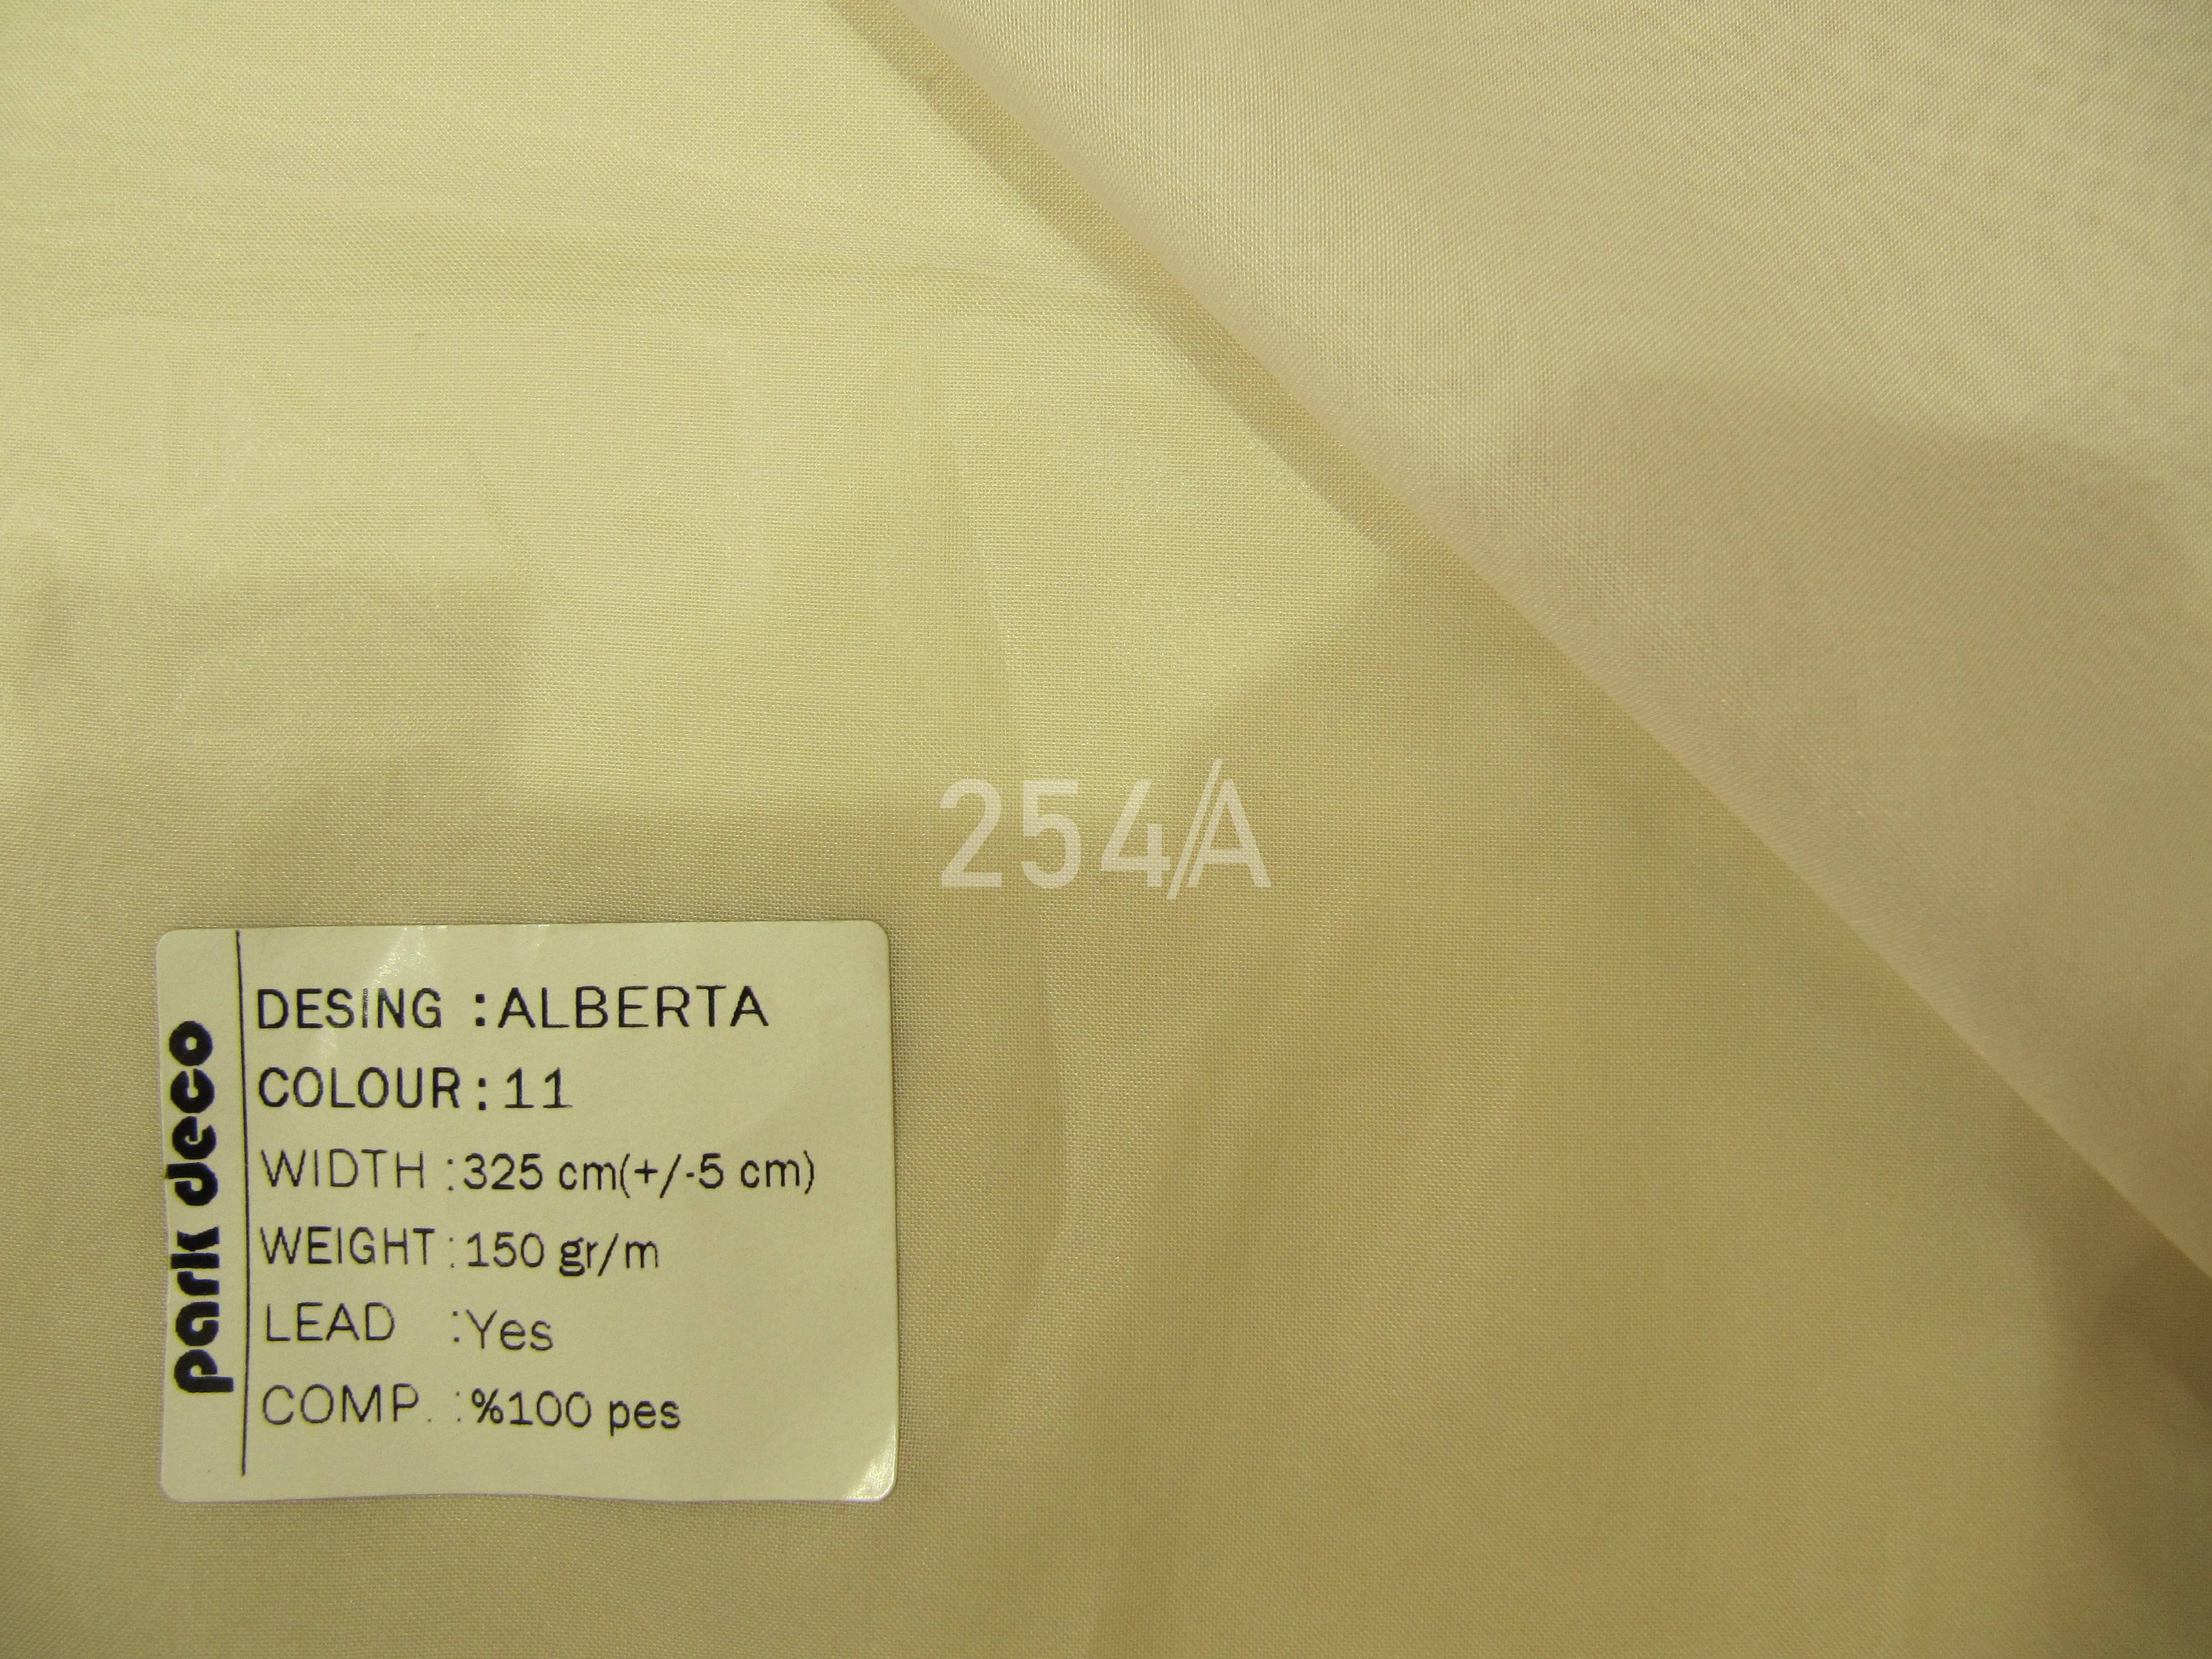 254/A
park deco
DESING :ALBERTA
COLOUR : 11
WIDTH :325 cm(+/-5 cm)
WEIGHT :150 gr/m
LEAD :Yes
COMP. :%100 pes